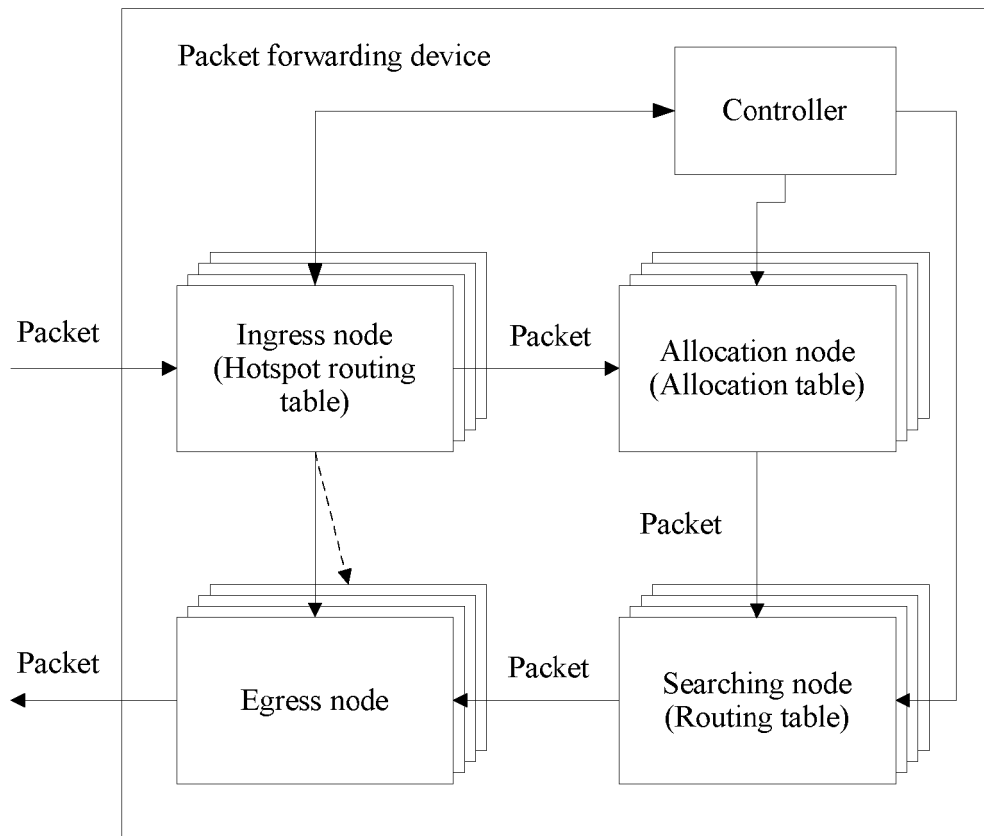 Packet forwarding device
Controller
Packet
Ingress node
(Hotspot routing
table)
Packet
Allocation node
(Allocation table)
Packet
Packet
Egress node
Packet
Searching node
(Routing table)